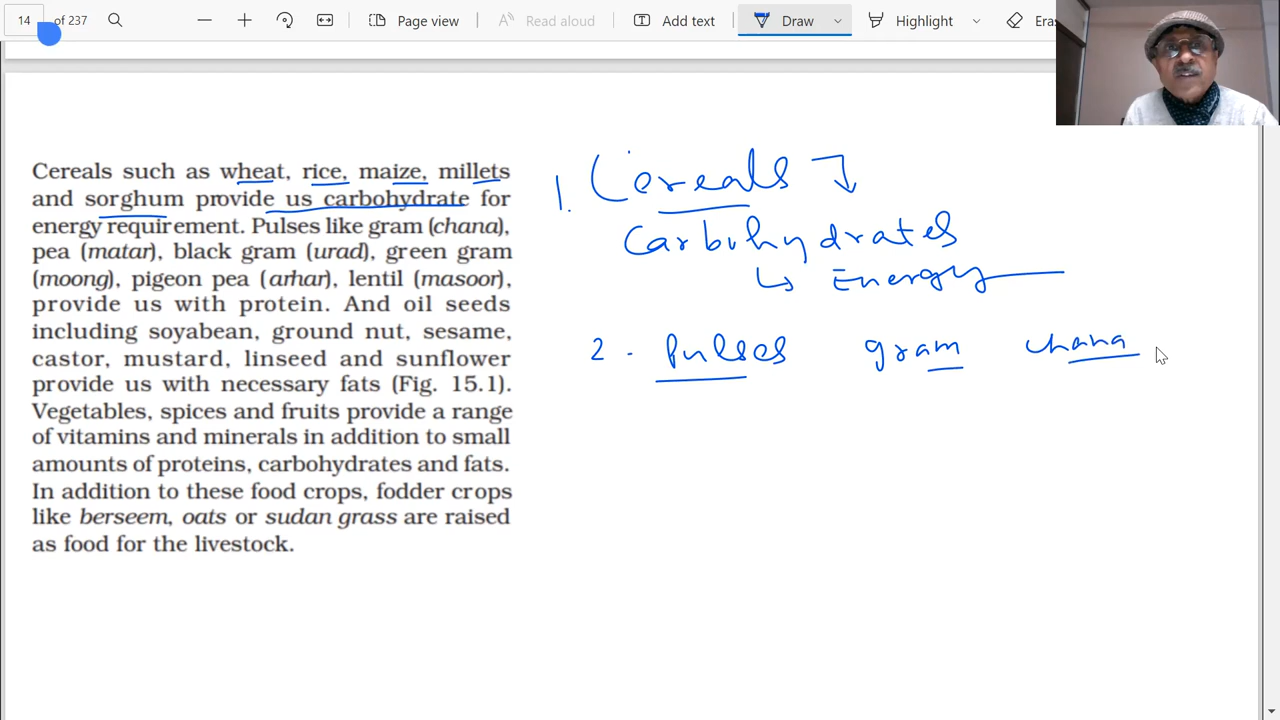 14 of 237 Page view Read aloud Add text Draw Highlight Eras
Cereals such as wheat, rice, maize, millets
and sorghum provide us carbohydrate for
energy requirement. Pulses like gram (chana),
pea (matar), black gram (urad), green gram
(moong), pigeon pea (arhar), lentil (masoor),
provide us with protein. And oil seeds
including soyabean, ground nut, sesame,
castor, mustard, linseed and sunflower
provide us with necessary fats (Fig. 15.1).
Vegetables, spices and fruits provide a range
of vitamins and minerals in addition to small
amounts of proteins, carbohydrates and fats.
In addition to these food crops, fodder crops
like berseem, oats or sudan grass are raised
as food for the livestock.
1. Cereals
Carbohydrates
↳ Energy
2. Pulses gram chana